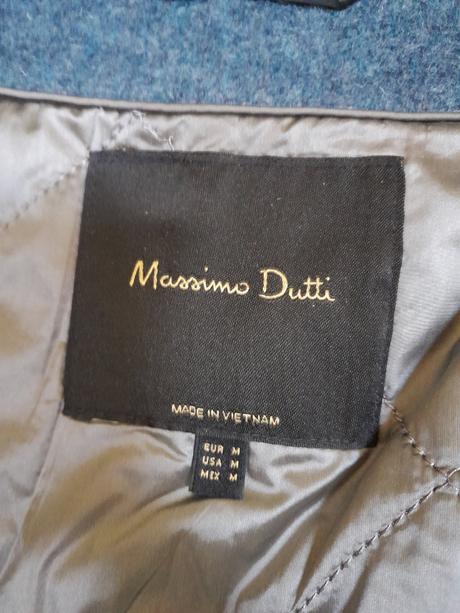 Massimo Dutti
MADE IN VIETNAM
EUR M
USA M
MEX M